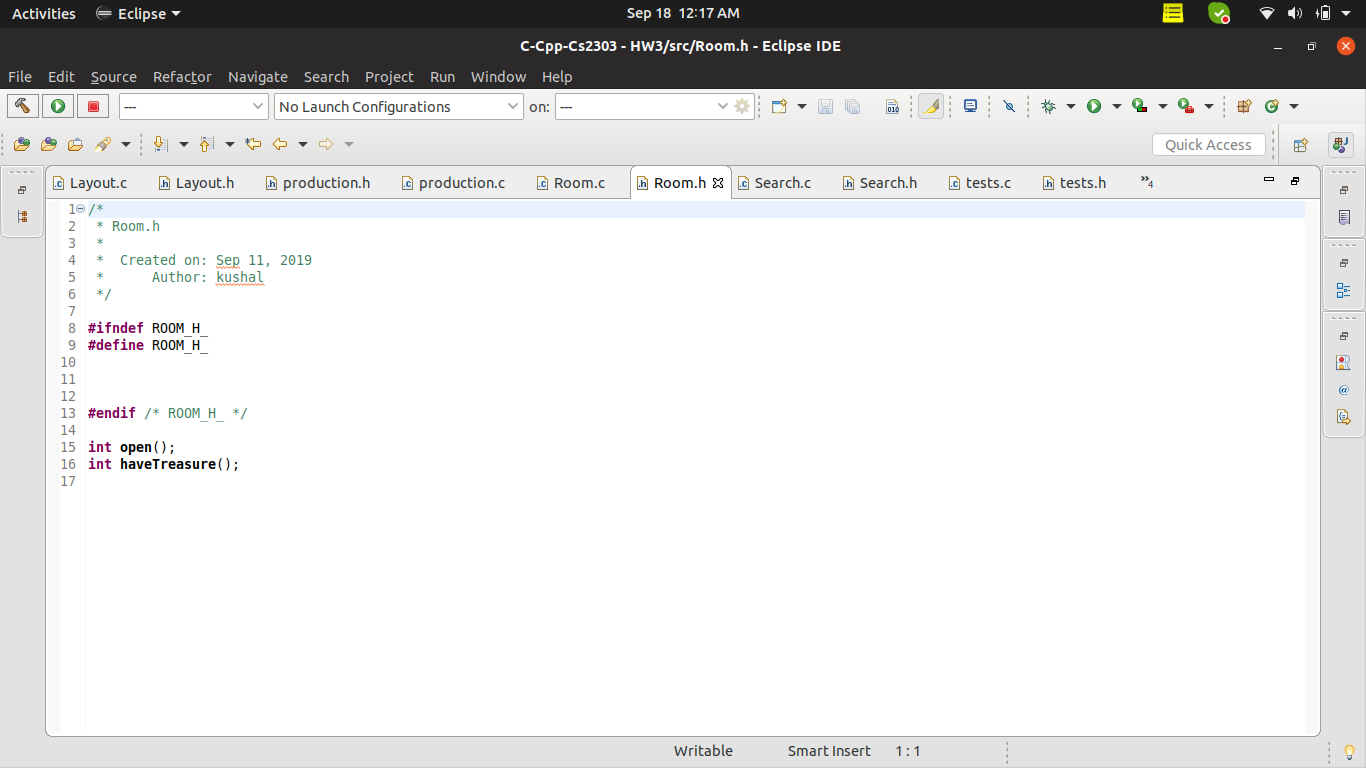 Activities Eclipse Sep 18 12:17 AM
C-Cpp-Cs2303 - HW3/src/Room.h - Eclipse IDE
File Edit Source Refactor Navigate Search Project Run Window Help
--- No Launch Configurations on: --- 010
Quick Access
Layout.c Layout.h production.h production.c Room.c Room.h Search.c Search.h tests.c tests.h »4
1 /*
2 * Room.h
3 *
4 * Created on: Sep 11, 2019
5 * Author: kushal
6 */
7
8 #ifndef ROOM_H_
9 #define ROOM_H_
10
11
12
13 #endif /* ROOM_H_ */
14
15 int open();
16 int haveTreasure();
17
Writable Smart Insert 1 : 1